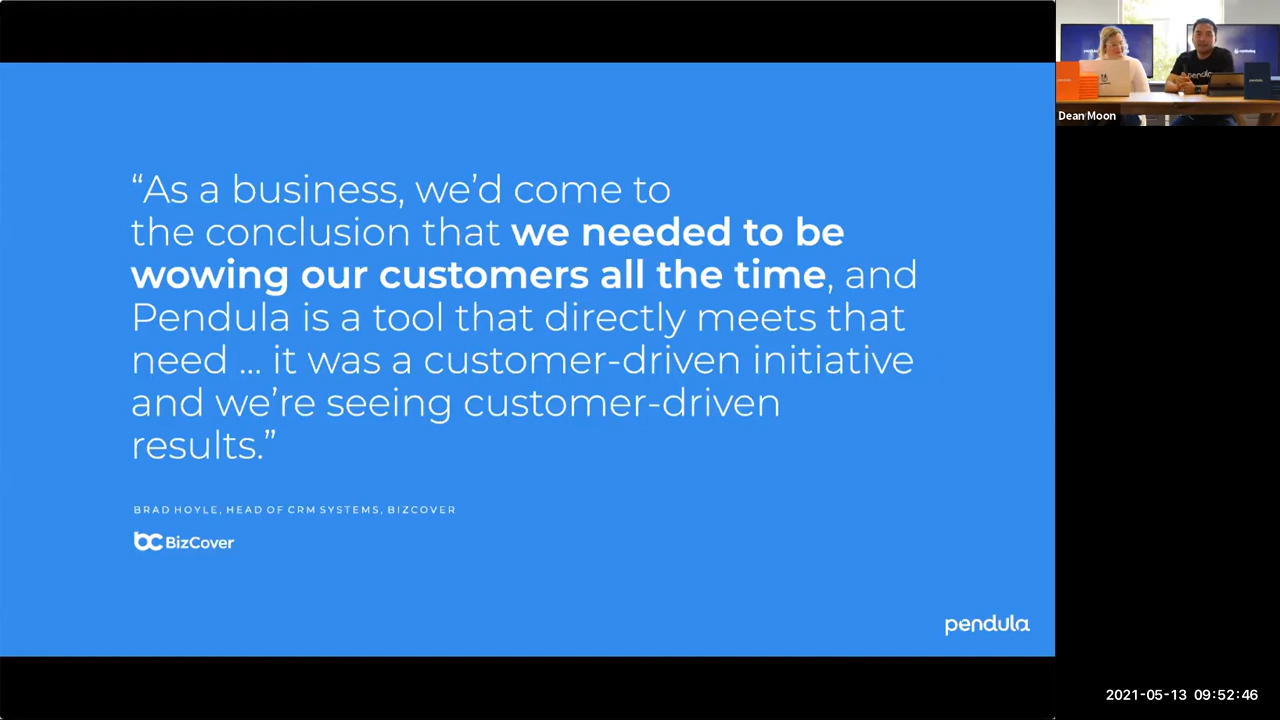 “As a business, we’d come to
the conclusion that we needed to be
wowing our customers all the time, and
Pendula is a tool that directly meets that
need ... it was a customer-driven initiative
and we’re seeing customer-driven
results.”
BRAD HOYLE, HEAD OF CRM SYSTEMS, BIZCOVER
bc BizCover
pendula
Dean Moon
2021-05-13 09:52:46